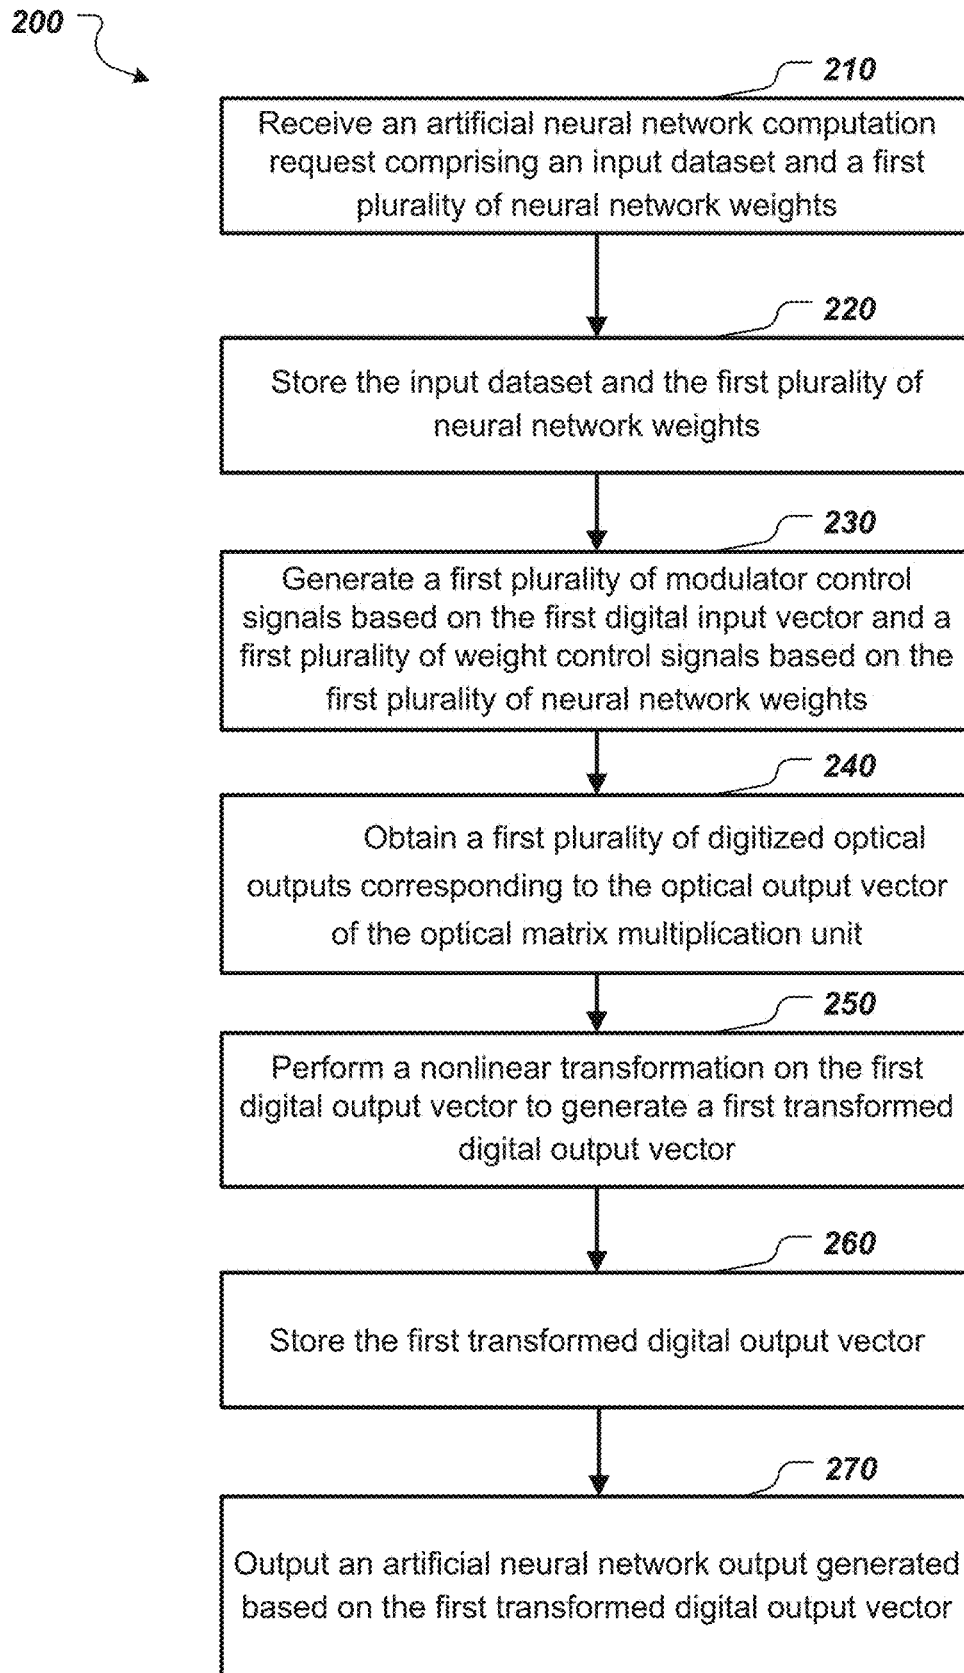 200
210
Receive an artificial neural network computation
request comprising an input dataset and a first
plurality of neural network weights
220
Store the input dataset and the first plurality of
neural network weights
230
Generate a first plurality of modulator control
signals based on the first digital input vector and a
first plurality of weight control signals based on the
first plurality of neural network weights
240
Obtain a first plurality of digitized optical
outputs corresponding to the optical output vector
of the optical matrix multiplication unit
250
Perform a nonlinear transformation on the first
digital output vector to generate a first transformed
digital output vector
260
Store the first transformed digital output vector
270
Output an artificial neural network output generated
based on the first transformed digital output vector